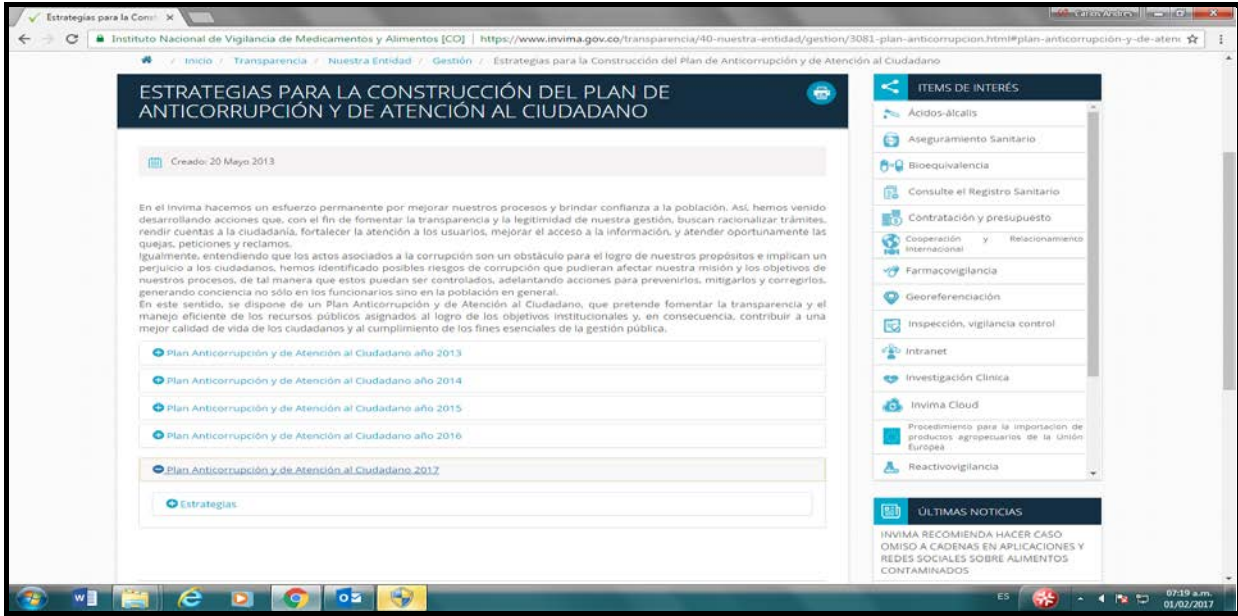 Estrategias para la Const
Carlos Andres
Instituto Nacional de Vigilancia de Medicamentos y Alimentos [CO] | https://www.invima.gov.co/transparencia/40-nuestra-entidad/gestion/3081-plan-anticorrupcion.html#plan-anticorrupción-y-de-aten
/ Inicio / Transparencia / Nuestra Entidad / Gestión / Estrategias para la Construcción del Plan de Anticorrupción y de Atención al Ciudadano
ESTRATEGIAS PARA LA CONSTRUCCIÓN DEL PLAN DE
ANTICORRUPCIÓN Y DE ATENCIÓN AL CIUDADANO
Creado: 20 Mayo 2013
En el Invima hacemos un esfuerzo permanente por mejorar nuestros procesos y brindar confianza a la población. Así, hemos venido
desarrollando acciones que, con el fin de fomentar la transparencia y la legitimidad de nuestra gestión, buscan racionalizar trámites,
rendir cuentas a la ciudadanía, fortalecer la atención a los usuarios, mejorar el acceso a la información, y atender oportunamente las
quejas, peticiones y reclamos.
Igualmente, entendiendo que los actos asociados a la corrupción son un obstáculo para el logro de nuestros propósitos e implican un
perjuicio a los ciudadanos, hemos identificado posibles riesgos de corrupción que pudieran afectar nuestra misión y los objetivos de
nuestros procesos, de tal manera que estos puedan ser controlados, adelantando acciones para prevenirlos, mitigarlos y corregirlos,
generando conciencia no sólo en los funcionarios sino en la población en general.
En este sentido, se dispone de un Plan Anticorrupción y de Atención al Ciudadano, que pretende fomentar la transparencia y el
manejo eficiente de los recursos públicos asignados al logro de los objetivos institucionales y, en consecuencia, contribuir a una
mejor calidad de vida de los ciudadanos y al cumplimiento de los fines esenciales de la gestión pública.
Plan Anticorrupción y de Atención al Ciudadano año 2013
Plan Anticorrupción y de Atención al Ciudadano año 2014
Plan Anticorrupción y de Atención al Ciudadano año 2015
Plan Anticorrupción y de Atención al Ciudadano año 2016
Plan Anticorrupción y de Atención al Ciudadano 2017
Estrategias
ITEMS DE INTERÉS
Ácidos-álcalis
Aseguramiento Sanitario
Bioequivalencia
Consulte el Registro Sanitario
Contratación y presupuesto
Cooperación y Relacionamiento
Internacional
Farmacovigilancia
Georeferenciación
Inspección, vigilancia control
Intranet
Investigación Clinica
Invima Cloud
Procedimiento para la importación de
productos agropecuarios de la Unión
Europea
Reactivovigilancia
ÚLTIMAS NOTICIAS
INVIMA RECOMIENDA HACER CASO
OMISO A CADENAS EN APLICACIONES Y
REDES SOCIALES SOBRE ALIMENTOS
CONTAMINADOS
ES
07:19 a.m.
01/02/2017